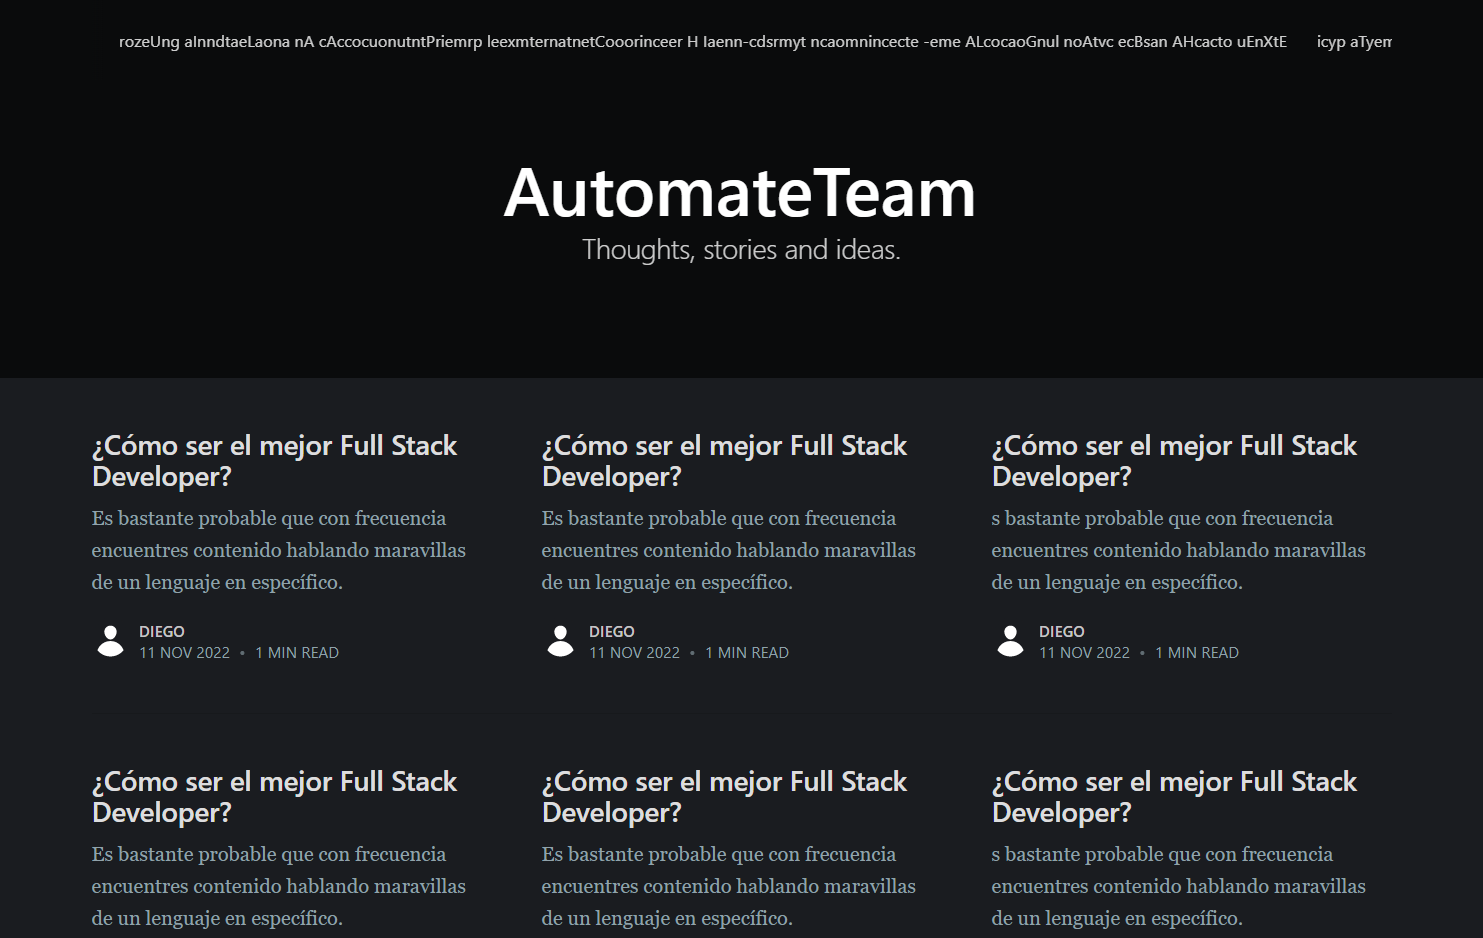 rozeUng aInndtaeLaona nA cAccocuonutntPriemrp leexmternatnetCooorinceer H Iaenn-cdsrmyt ncaomnincecte -eme ALcocaoGnul noAtvc ecBsan AHcacto uEnXtE icyp aTyem
AutomateTeam
Thoughts, stories and ideas.
¿Cómo ser el mejor Full Stack
Developer?
Es bastante probable que con frecuencia
encuentres contenido hablando maravillas
de un lenguaje en específico.
DIEGO
11 NOV 2022 • 1 MIN READ
¿Cómo ser el mejor Full Stack
Developer?
Es bastante probable que con frecuencia
encuentres contenido hablando maravillas
de un lenguaje en específico.
DIEGO
11 NOV 2022 • 1 MIN READ
¿Cómo ser el mejor Full Stack
Developer?
s bastante probable que con frecuencia
encuentres contenido hablando maravillas
de un lenguaje en específico.
DIEGO
11 NOV 2022 • 1 MIN READ
¿Cómo ser el mejor Full Stack
Developer?
Es bastante probable que con frecuencia
encuentres contenido hablando maravillas
de un lenguaje en específico.
¿Cómo ser el mejor Full Stack
Developer?
Es bastante probable que con frecuencia
encuentres contenido hablando maravillas
de un lenguaje en específico.
¿Cómo ser el mejor Full Stack
Developer?
s bastante probable que con frecuencia
encuentres contenido hablando maravillas
de un lenguaje en específico.